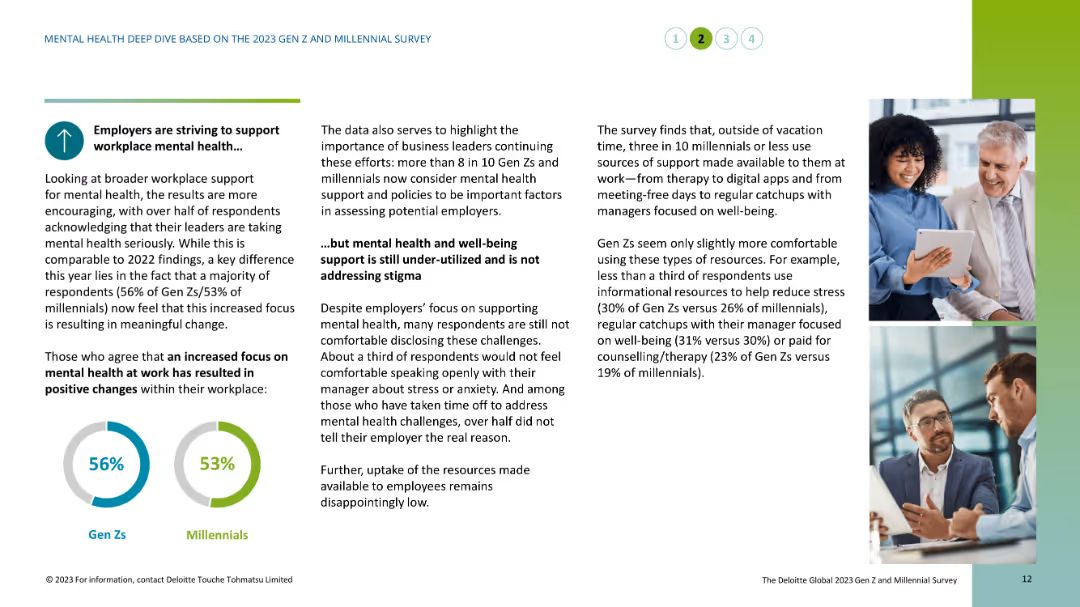 MENTAL HEALTH DEEP DIVE BASED ON THE 2023 GEN Z AND MILLENNIAL SURVEY
1 2 3 4
Employers are striving to support
workplace mental health…
Looking at broader workplace support
for mental health, the results are more
encouraging, with over half of respondents
acknowledging that their leaders are taking
mental health seriously. While this is
comparable to 2022 findings, a key difference
this year lies in the fact that a majority of
respondents (56% of Gen Zs/53% of
millennials) now feel that this increased focus
is resulting in meaningful change.
Those who agree that an increased focus on
mental health at work has resulted in
positive changes within their workplace:
56%
Gen Zs
53%
Millennials
The data also serves to highlight the
importance of business leaders continuing
these efforts: more than 8 in 10 Gen Zs and
millennials now consider mental health
support and policies to be important factors
in assessing potential employers.
…but mental health and well-being
support is still under-utilized and is not
addressing stigma
Despite employers’ focus on supporting
mental health, many respondents are still not
comfortable disclosing these challenges.
About a third of respondents would not feel
comfortable speaking openly with their
manager about stress or anxiety. And among
those who have taken time off to address
mental health challenges, over half did not
tell their employer the real reason.
Further, uptake of the resources made
available to employees remains
disappointingly low.
The survey finds that, outside of vacation
time, three in 10 millennials or less use
sources of support made available to them at
work—from therapy to digital apps and from
meeting-free days to regular catchups with
managers focused on well-being.
Gen Zs seem only slightly more comfortable
using these types of resources. For example,
less than a third of respondents use
informational resources to help reduce stress
(30% of Gen Zs versus 26% of millennials),
regular catchups with their manager focused
on well-being (31% versus 30%) or paid for
counselling/therapy (23% of Gen Zs versus
19% of millennials).
© 2023 For information, contact Deloitte Touche Tohmatsu Limited
The Deloitte Global 2023 Gen Z and Millennial Survey
12